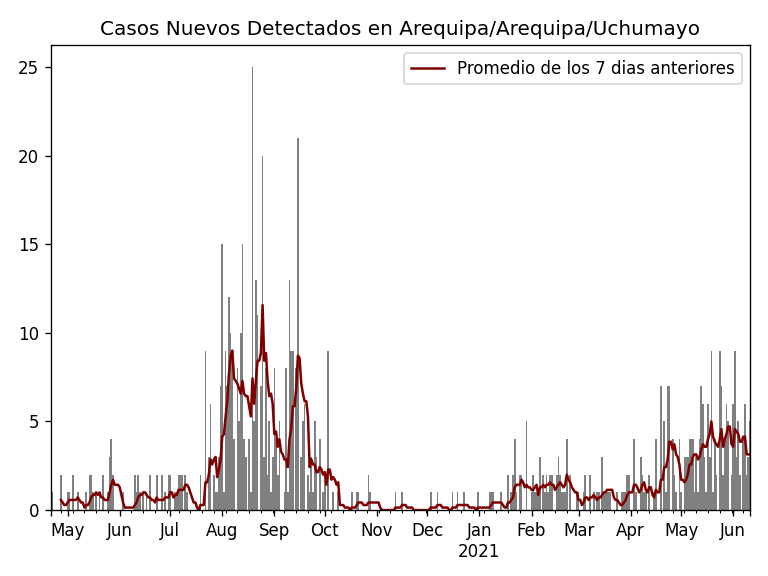 Casos Nuevos Detectados en Arequipa/Arequipa/Uchumayo
Promedio de los 7 dias anteriores
25
20
15
10
5
0
May Jun Jul Aug Sep Oct Nov Dec Jan Feb Mar Apr May Jun
2021